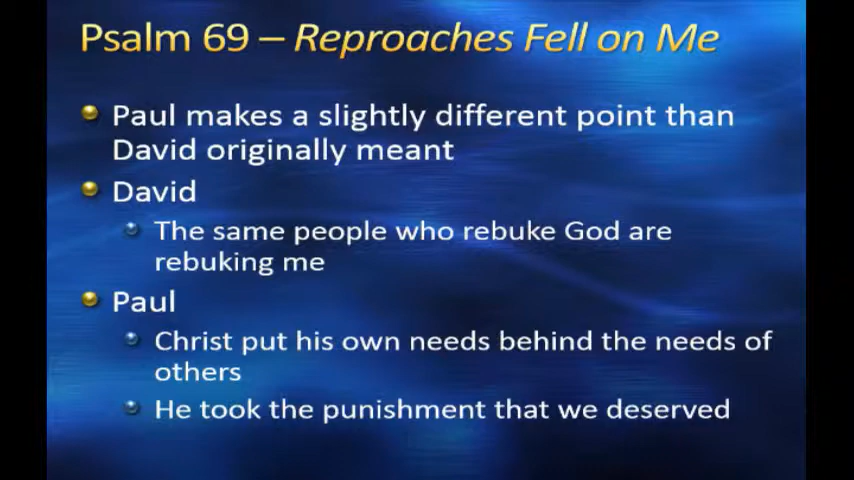 Psalm 69 – Reproaches Fell on Me
Paul makes a slightly different point than
David originally meant
David
The same people who rebuke God are
rebuking me
Paul
Christ put his own needs behind the needs of
others
He took the punishment that we deserved